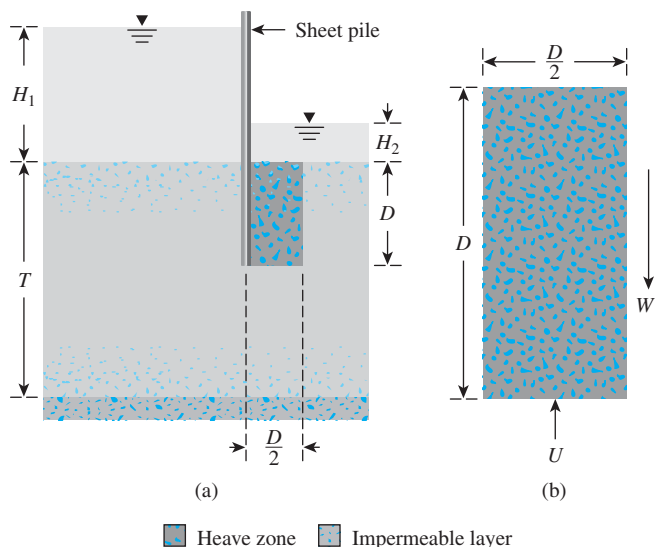 Sheet pile
H₁
H₂
D
T
D/2
(a)
D/2
D
W
U
(b)
Heave zone
Impermeable layer